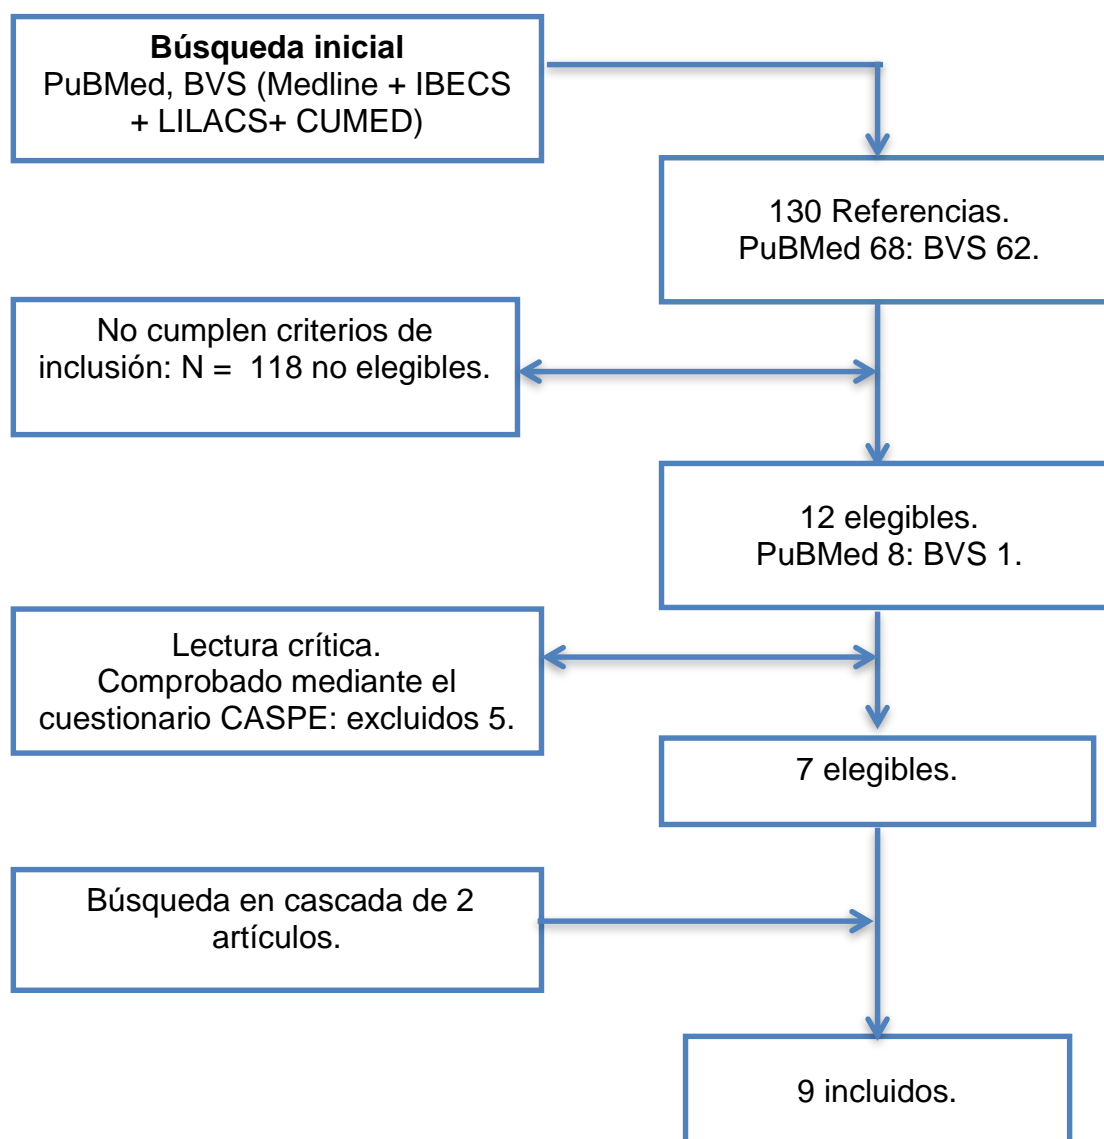 Búsqueda inicial
PuBMed, BVS (Medline + IBECS
+ LILACS+ CUMED)
130 Referencias.
PuBMed 68: BVS 62.
No cumplen criterios de
inclusión: N =  118 no elegibles.
12 elegibles.
PuBMed 8: BVS 1.
Lectura crítica.
Comprobado mediante el
cuestionario CASPE: excluidos 5.
7 elegibles.
Búsqueda en cascada de 2
artículos.
9 incluidos.